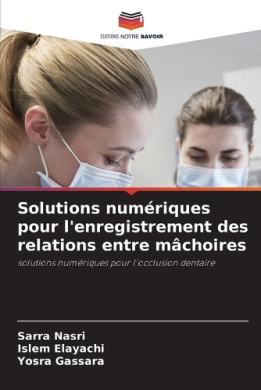 EDITIONS NOTRE SAVOIR
Solutions numériques
pour l'enregistrement des
relations entre mâchoires
solutions numériques pour l'occlusion dentaire
Sarra Nasri
Islem Elayachi
Yosra Gassara